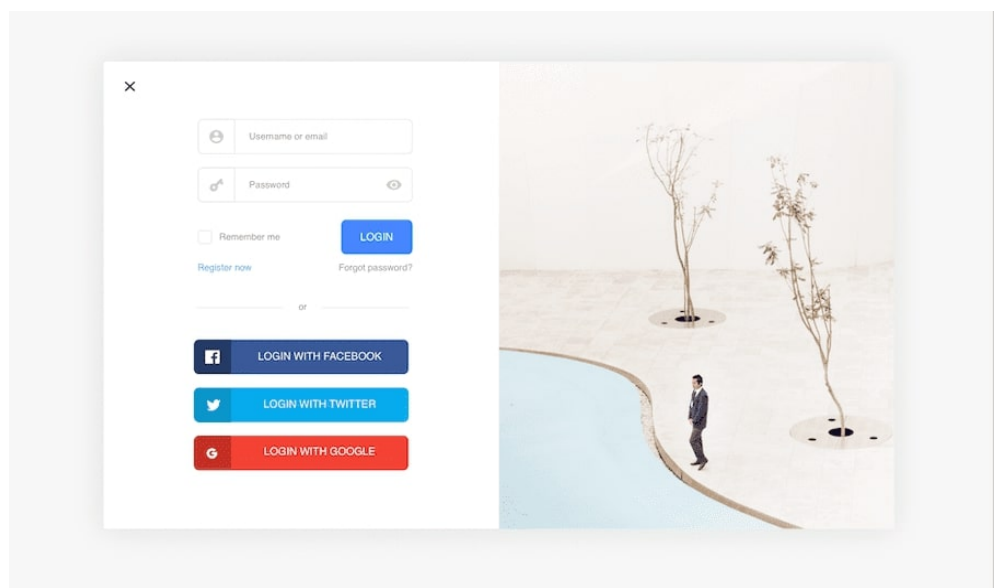 Username or email
Password
Remember me
LOGIN
Register now
Forgot password?
or
LOGIN WITH FACEBOOK
LOGIN WITH TWITTER
LOGIN WITH GOOGLE